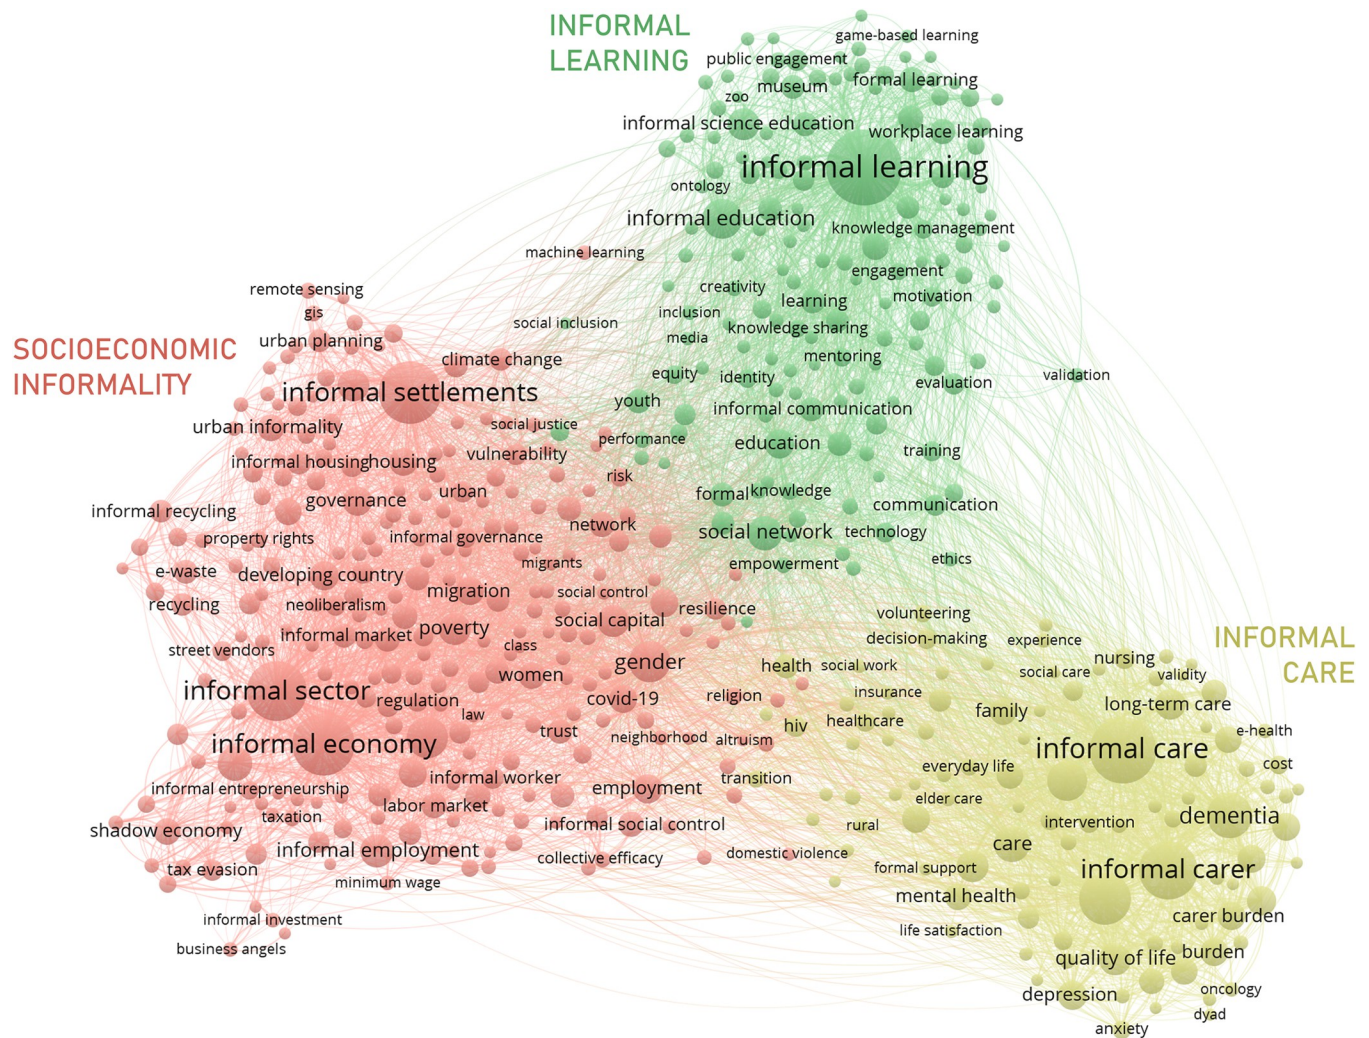 INFORMAL
LEARNING
game-based learning
public engagement
museum
formal learning
zoo
informal science education
workplace learning
informal learning
ontology
informal education
knowledge management
machine learning
engagement
creativity
learning
motivation
inclusion
social inclusion
knowledge sharing
media
mentoring
equity
identity
evaluation
validation
youth
informal communication
performance
education
training
formal
knowledge
communication
social network
technology
empowerment
ethics
SOCIOECONOMIC
INFORMALITY
remote sensing
gis
urban planning
climate change
informal settlements
urban informality
social justice
informal housing
housing
vulnerability
risk
governance
urban
informal recycling
network
property rights
informal governance
e-waste
developing country
migrants
recycling
neoliberalism
migration
social control
resilience
informal market
poverty
social capital
street vendors
class
gender
women
informal sector
regulation
covid-19
religion
law
informal economy
trust
neighborhood
altruism
informal entrepreneurship
informal worker
employment
transition
labor market
taxation
shadow economy
informal social control
informal employment
collective efficacy
domestic violence
tax evasion
minimum wage
informal investment
business angels
INFORMAL
CARE
volunteering
decision-making
experience
health
social work
social care
nursing
validity
insurance
long-term care
family
hiv
healthcare
e-health
informal care
everyday life
cost
elder care
rural
intervention
dementia
care
formal support
informal carer
mental health
carer burden
life satisfaction
quality of life
burden
depression
oncology
dyad
anxiety